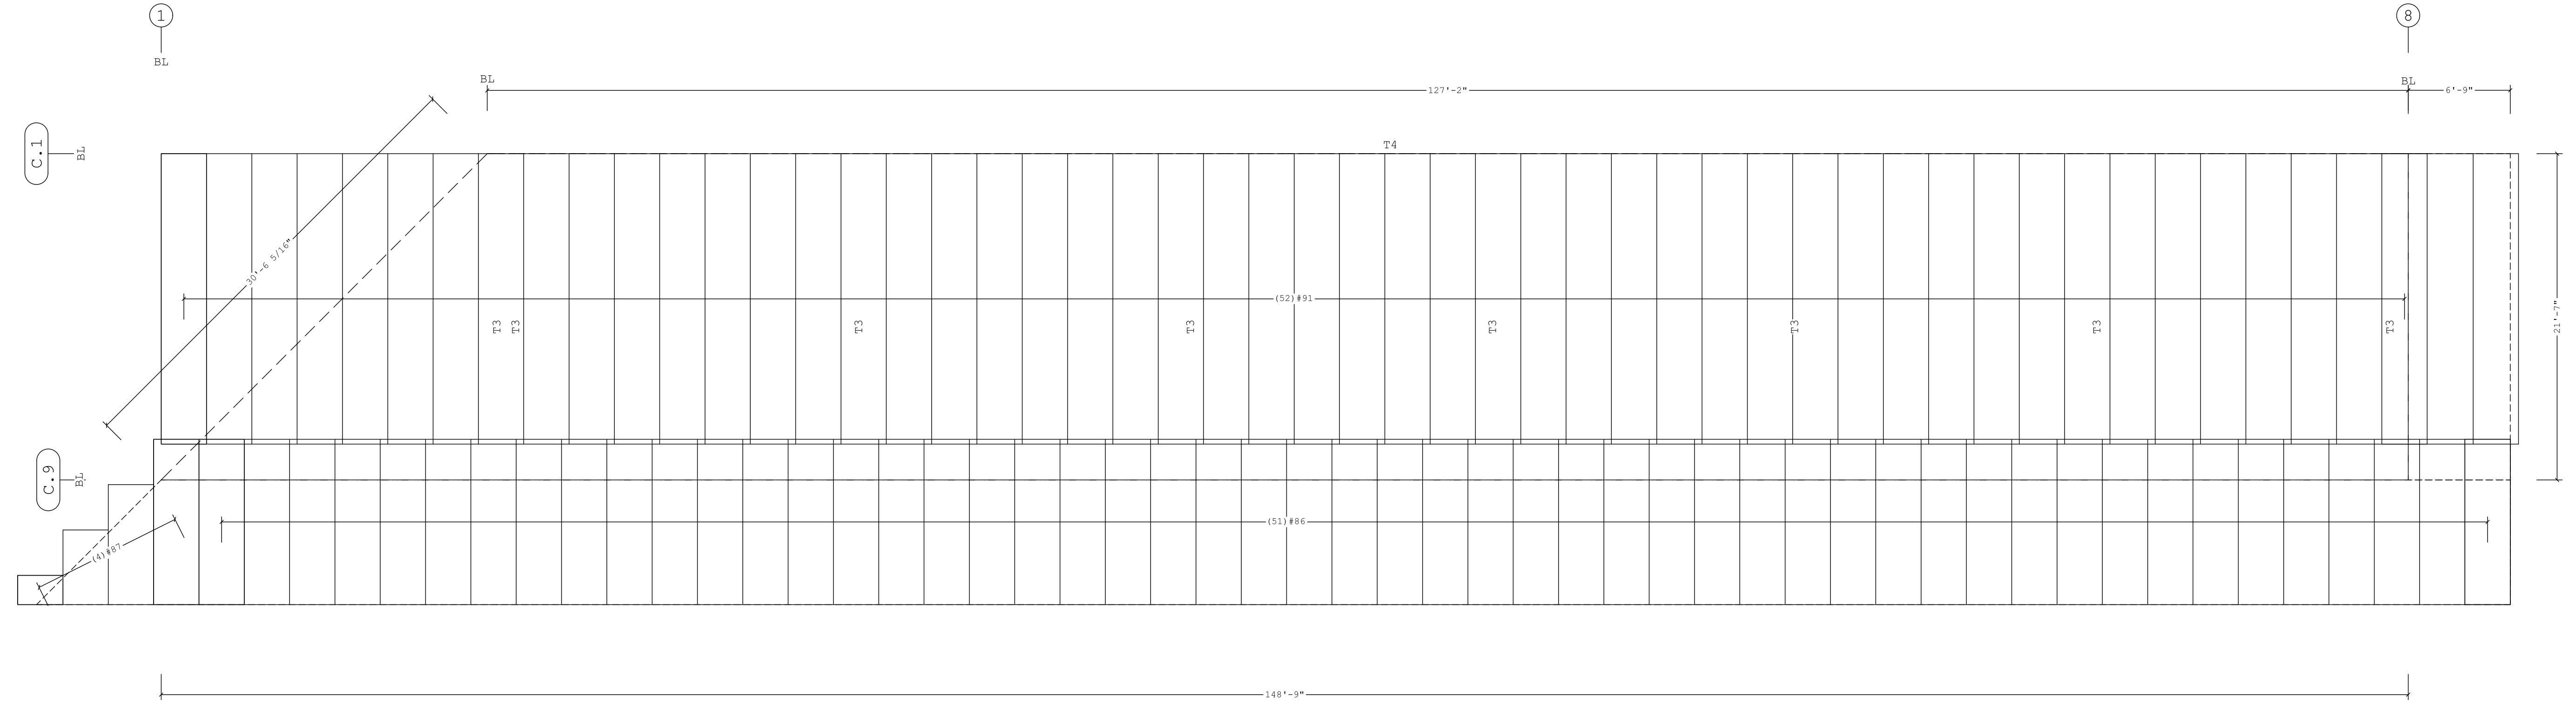 1
8
BL
BL
BL
127'-2"
6'-9"
C.1
BL
T4
30'-6 5/16"
(52)#91
21'-7"
T3
T3
T3
T3
T3
T3
T3
T3
C.9
BL
(51)#86
(4)#87
148'-9"